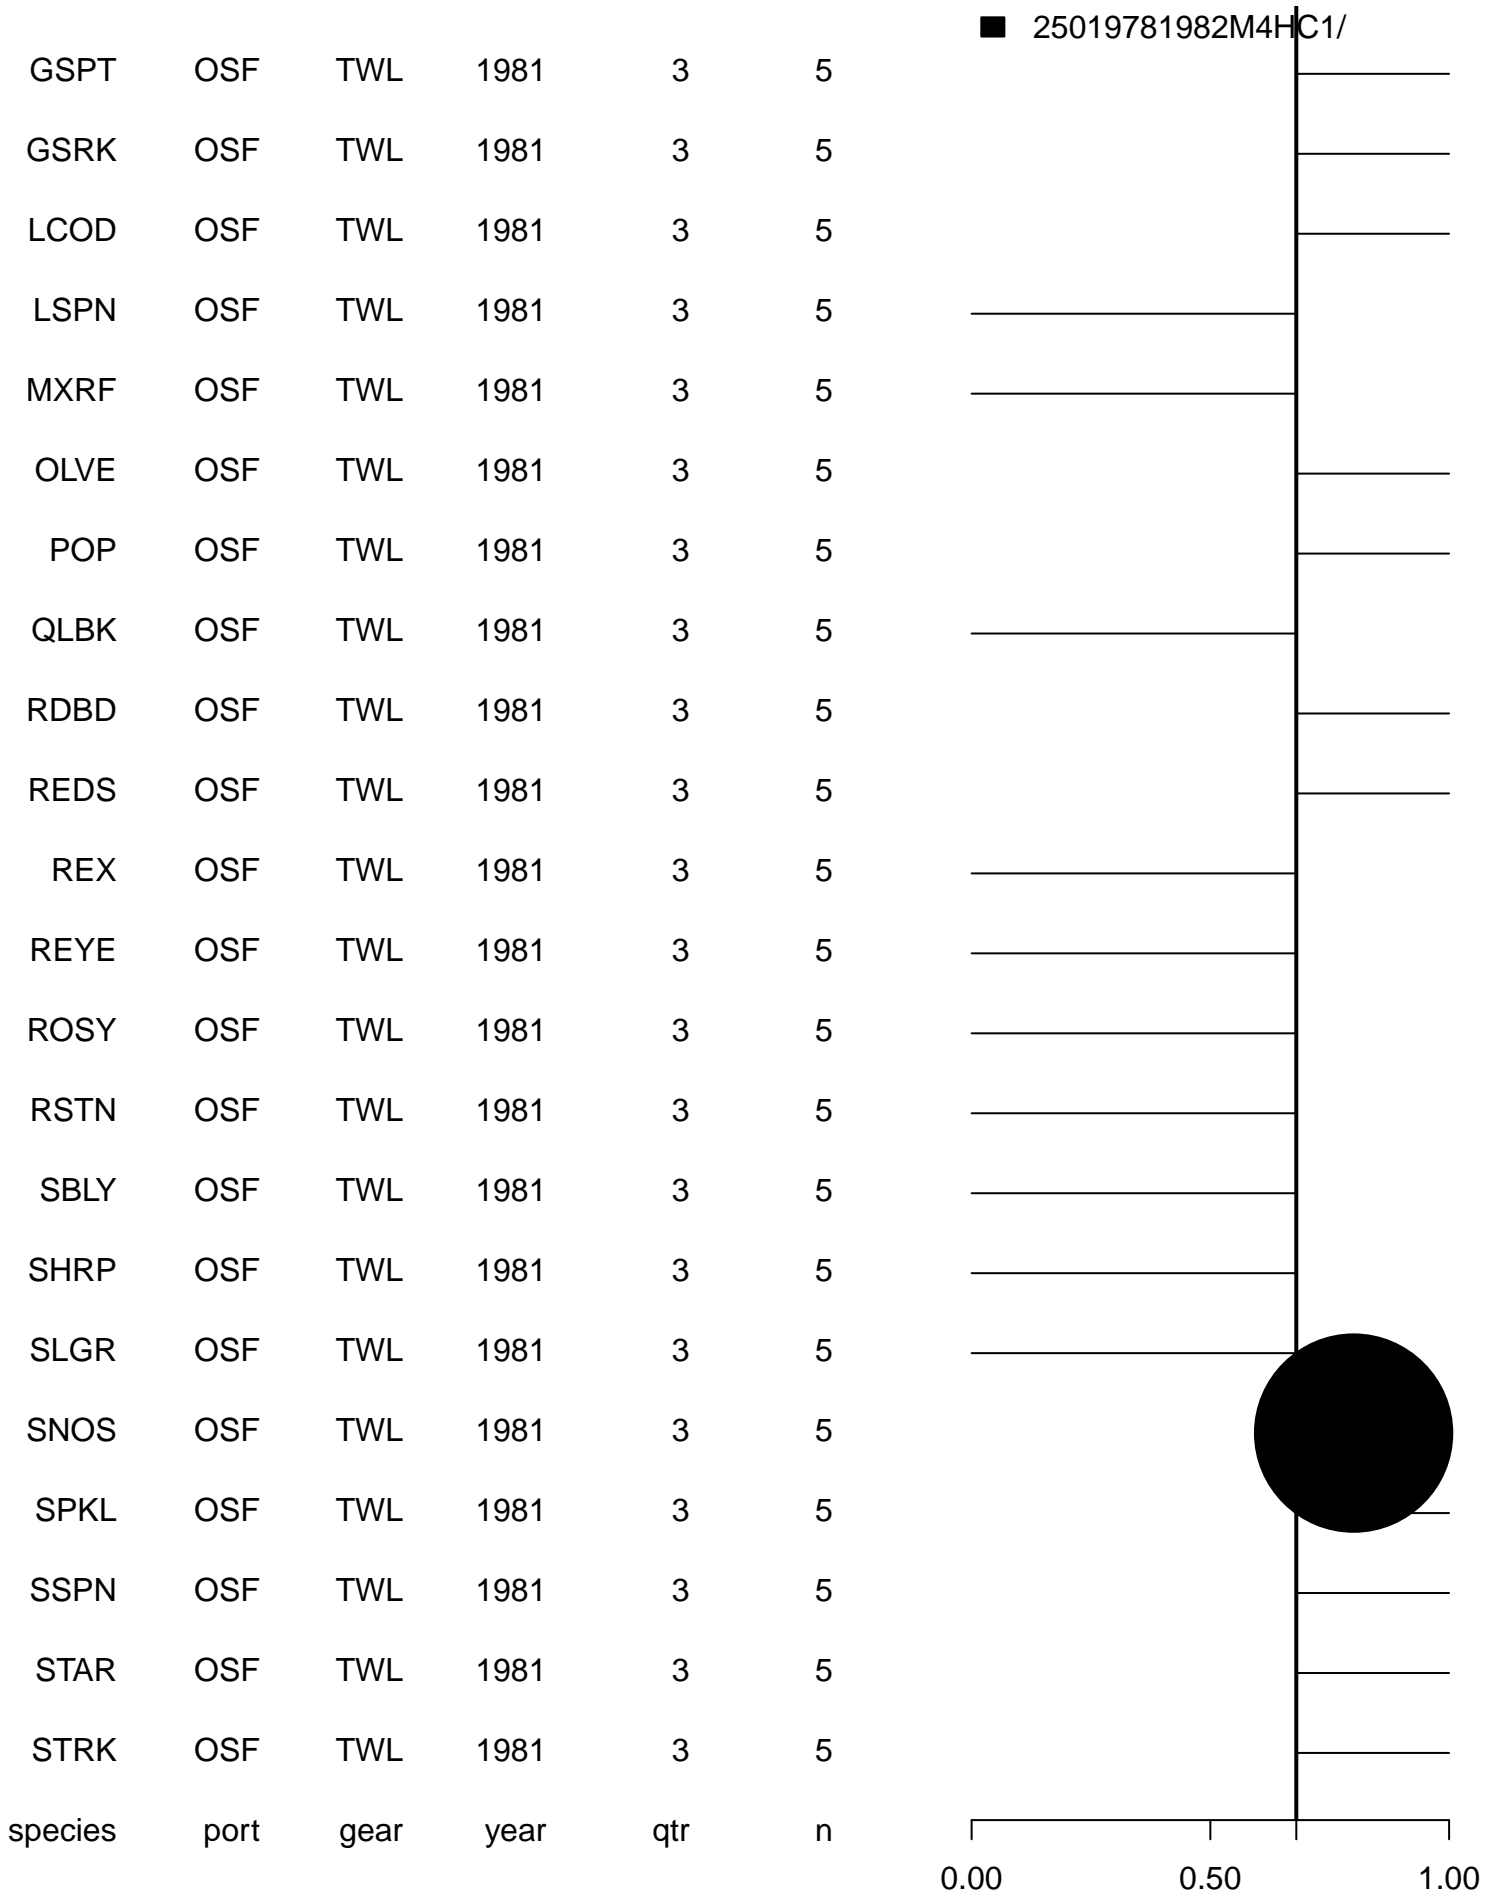 25019781982M4HC1/
GSPT OSF TWL 1981 3 5
GSRK OSF TWL 1981 3 5
LCOD OSF TWL 1981 3 5
LSPN OSF TWL 1981 3 5
MXRF OSF TWL 1981 3 5
OLVE OSF TWL 1981 3 5
POP OSF TWL 1981 3 5
QLBK OSF TWL 1981 3 5
RDBD OSF TWL 1981 3 5
REDS OSF TWL 1981 3 5
REX OSF TWL 1981 3 5
REYE OSF TWL 1981 3 5
ROSY OSF TWL 1981 3 5
RSTN OSF TWL 1981 3 5
SBLY OSF TWL 1981 3 5
SHRP OSF TWL 1981 3 5
SLGR OSF TWL 1981 3 5
SNOS OSF TWL 1981 3 5
SPKL OSF TWL 1981 3 5
SSPN OSF TWL 1981 3 5
STAR OSF TWL 1981 3 5
STRK OSF TWL 1981 3 5
species port gear year qtr n
0.00 0.50 1.00